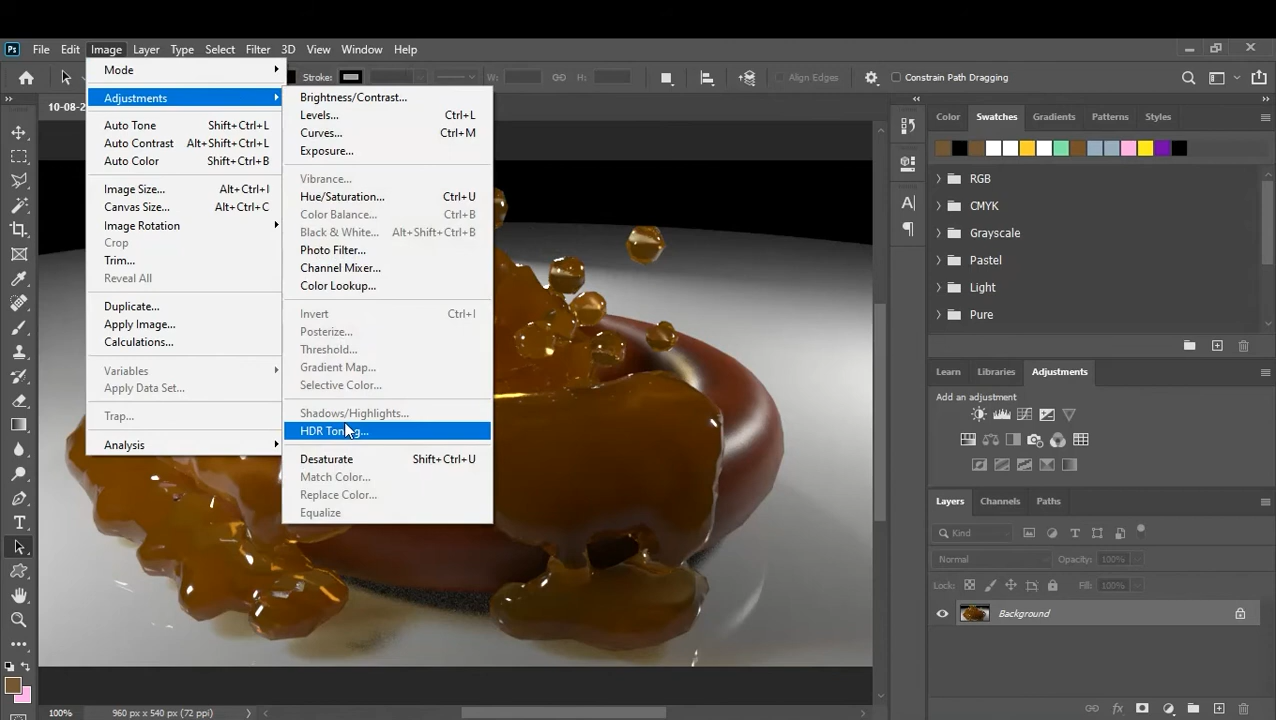 Ps File Edit Image Layer Type Select Filter 3D View Window Help
Stroke: W: H: Align Edges Constrain Path Dragging
10-08-2
Mode
Adjustments
Auto Tone Shift+Ctrl+L
Auto Contrast Alt+Shift+Ctrl+L
Auto Color Shift+Ctrl+B
Image Size... Alt+Ctrl+I
Canvas Size... Alt+Ctrl+C
Image Rotation
Crop
Trim...
Reveal All
Duplicate...
Apply Image...
Calculations...
Variables
Apply Data Set...
Trap...
Analysis
Brightness/Contrast...
Levels... Ctrl+L
Curves... Ctrl+M
Exposure...
Vibrance...
Hue/Saturation... Ctrl+U
Color Balance... Ctrl+B
Black & White... Alt+Shift+Ctrl+B
Photo Filter...
Channel Mixer...
Color Lookup...
Invert Ctrl+I
Posterize...
Threshold...
Gradient Map...
Selective Color...
Shadows/Highlights...
HDR Toning...
Desaturate Shift+Ctrl+U
Match Color...
Replace Color...
Equalize
Color Swatches Gradients Patterns Styles
RGB
CMYK
Grayscale
Pastel
Light
Pure
Learn Libraries Adjustments
Add an adjustment
Layers Channels Paths
Kind
Normal Opacity: 100%
Lock: Fill: 100%
Background
fx
100% 960 px x 540 px (72 ppi)